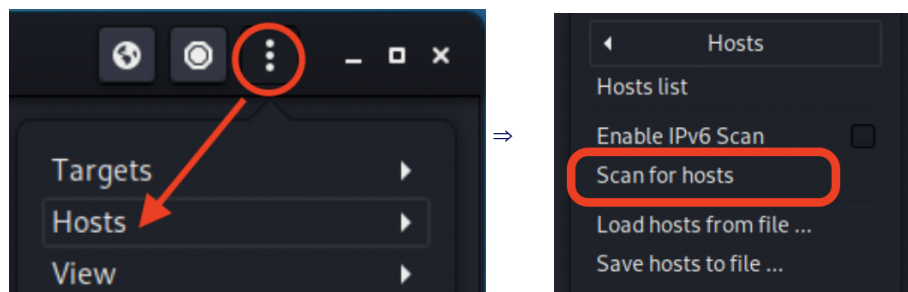 Targets
Hosts
View
⇒
Hosts
Hosts list
Enable IPv6 Scan
Scan for hosts
Load hosts from file ...
Save hosts to file ...